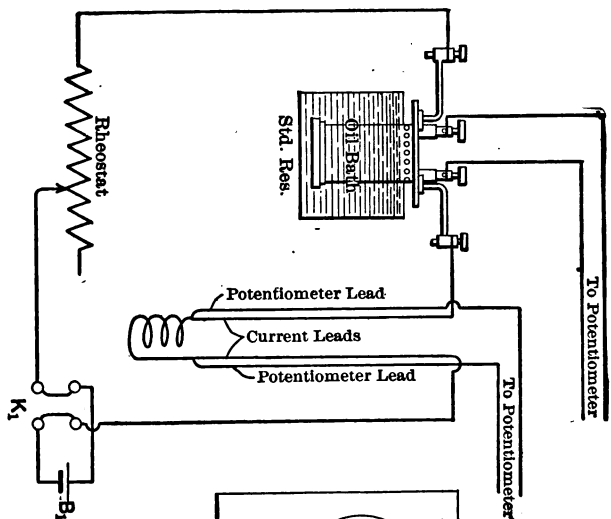 Rheostat
Oil Bath
Std. Res.
To Potentiometer
Potentiometer Lead
Current Leads
Potentiometer Lead
To Potentiometer
K1
B1